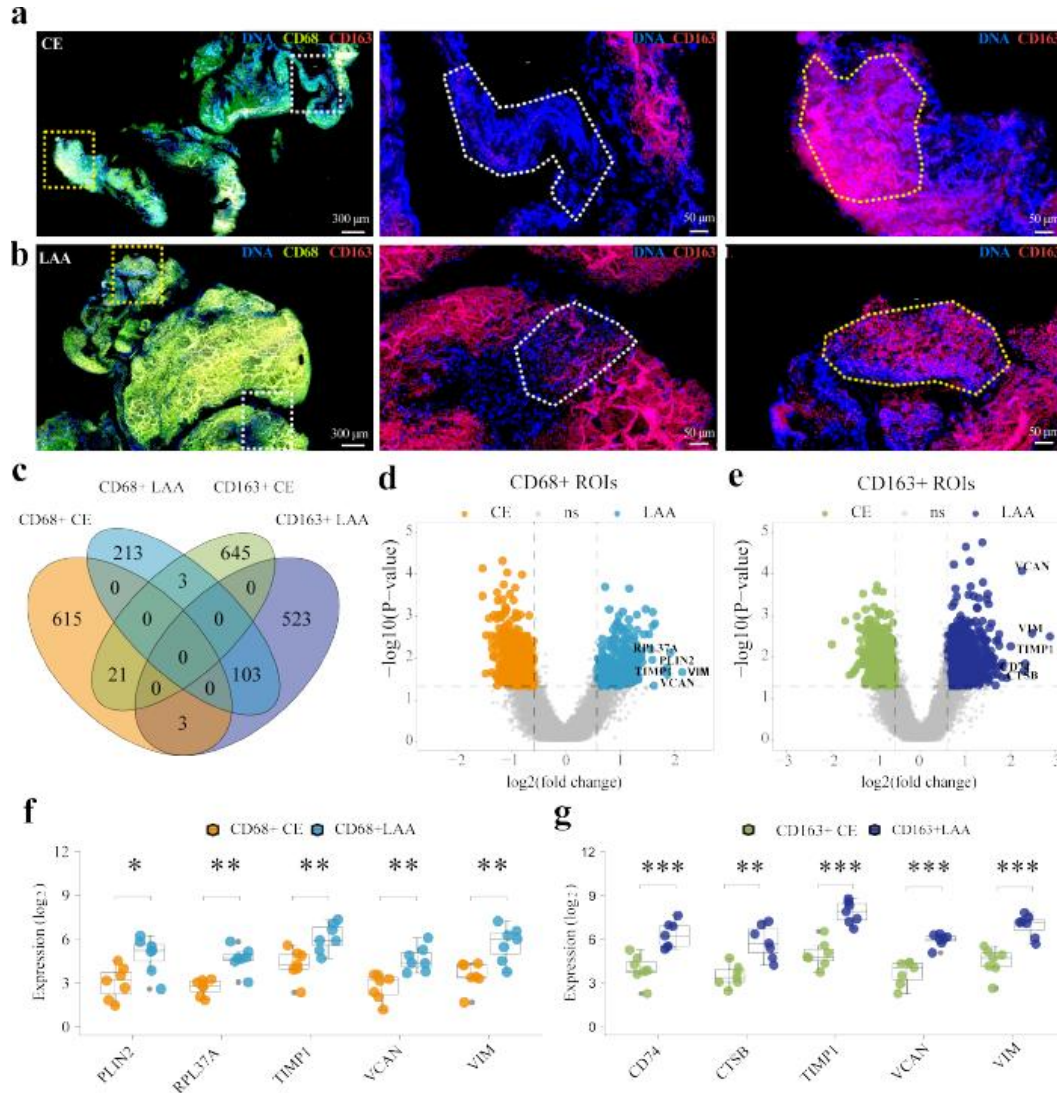 a
CE
DNA CD68 CD163
300 µm
DNA CD163
50 µm
DNA CD163
50 µm
b
LAA
DNA CD68 CD163
300 µm
DNA CD163
50 µm
DNA CD163
50 µm
c
CD68+ LAA
CD163+ CE
CD68+ CE
CD163+ LAA
213
645
0
3
0
615
0
0
523
21
0
103
0
0
3
d
CD68+ ROIs
CE
ns
LAA
−log10(P−value)
5
4
3
2
1
0
RPL37A
PLIN2
TIMP1
VIM
VCAN
−2
−1
0
1
2
log2(fold change)
e
CD163+ ROIs
CE
ns
LAA
−log10(P−value)
5
4
3
2
1
0
VCAN
VIM
TIMP1
CTSB
−3
−2
−1
0
1
2
3
log2(fold change)
f
CD68+ CE
CD68+LAA
Expression (log2)
12
9
6
3
0
*
**
**
**
**
PLIN2
RPL37A
TIMP1
VCAN
VIM
g
CD163+ CE
CD163+LAA
Expression (log2)
12
9
6
3
0
***
**
***
***
***
CD74
CTSB
TIMP1
VCAN
VIM